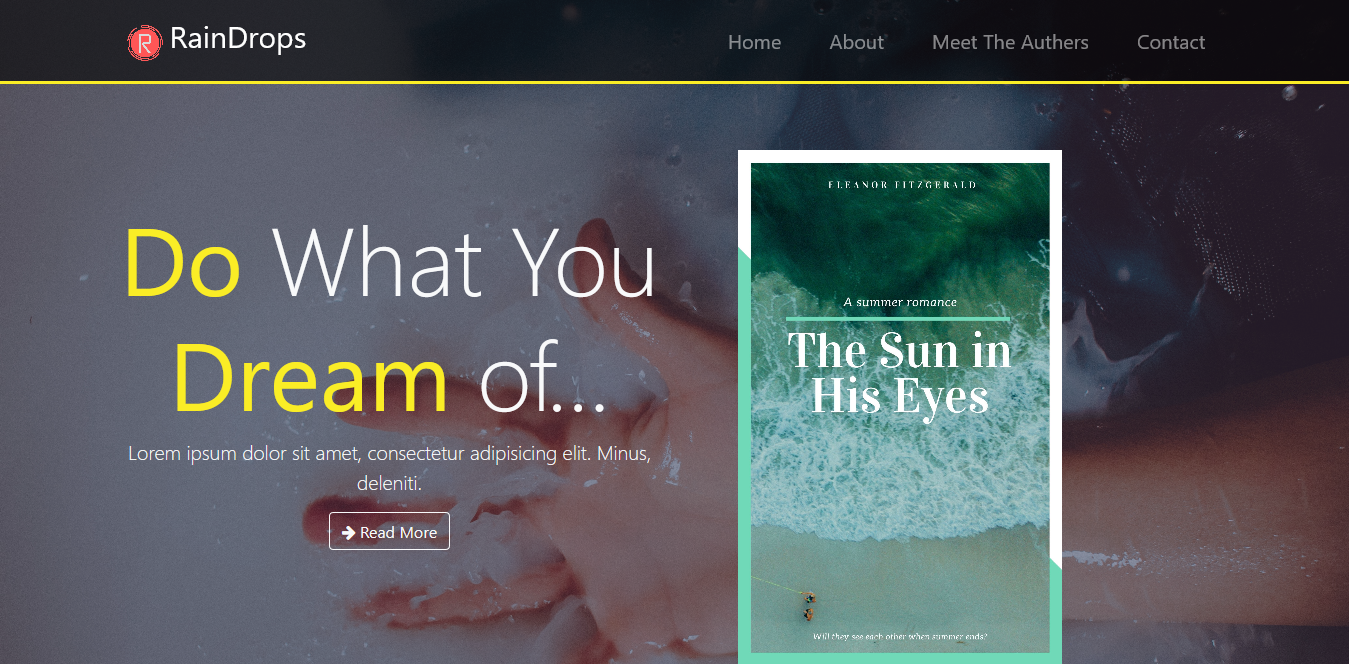 R RainDrops
Home About Meet The Authers Contact
Do What You
Dream of...
Lorem ipsum dolor sit amet, consectetur adipisicing elit. Minus,
deleniti.
Read More
ELEANOR FITZGERALD
A summer romance
The Sun in
His Eyes
Will they see each other when summer ends?